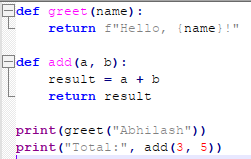 def greet(name):
    return f"Hello, {name}!"

def add(a, b):
    result = a + b
    return result

print(greet("Abhilash"))
print("Total:", add(3, 5))